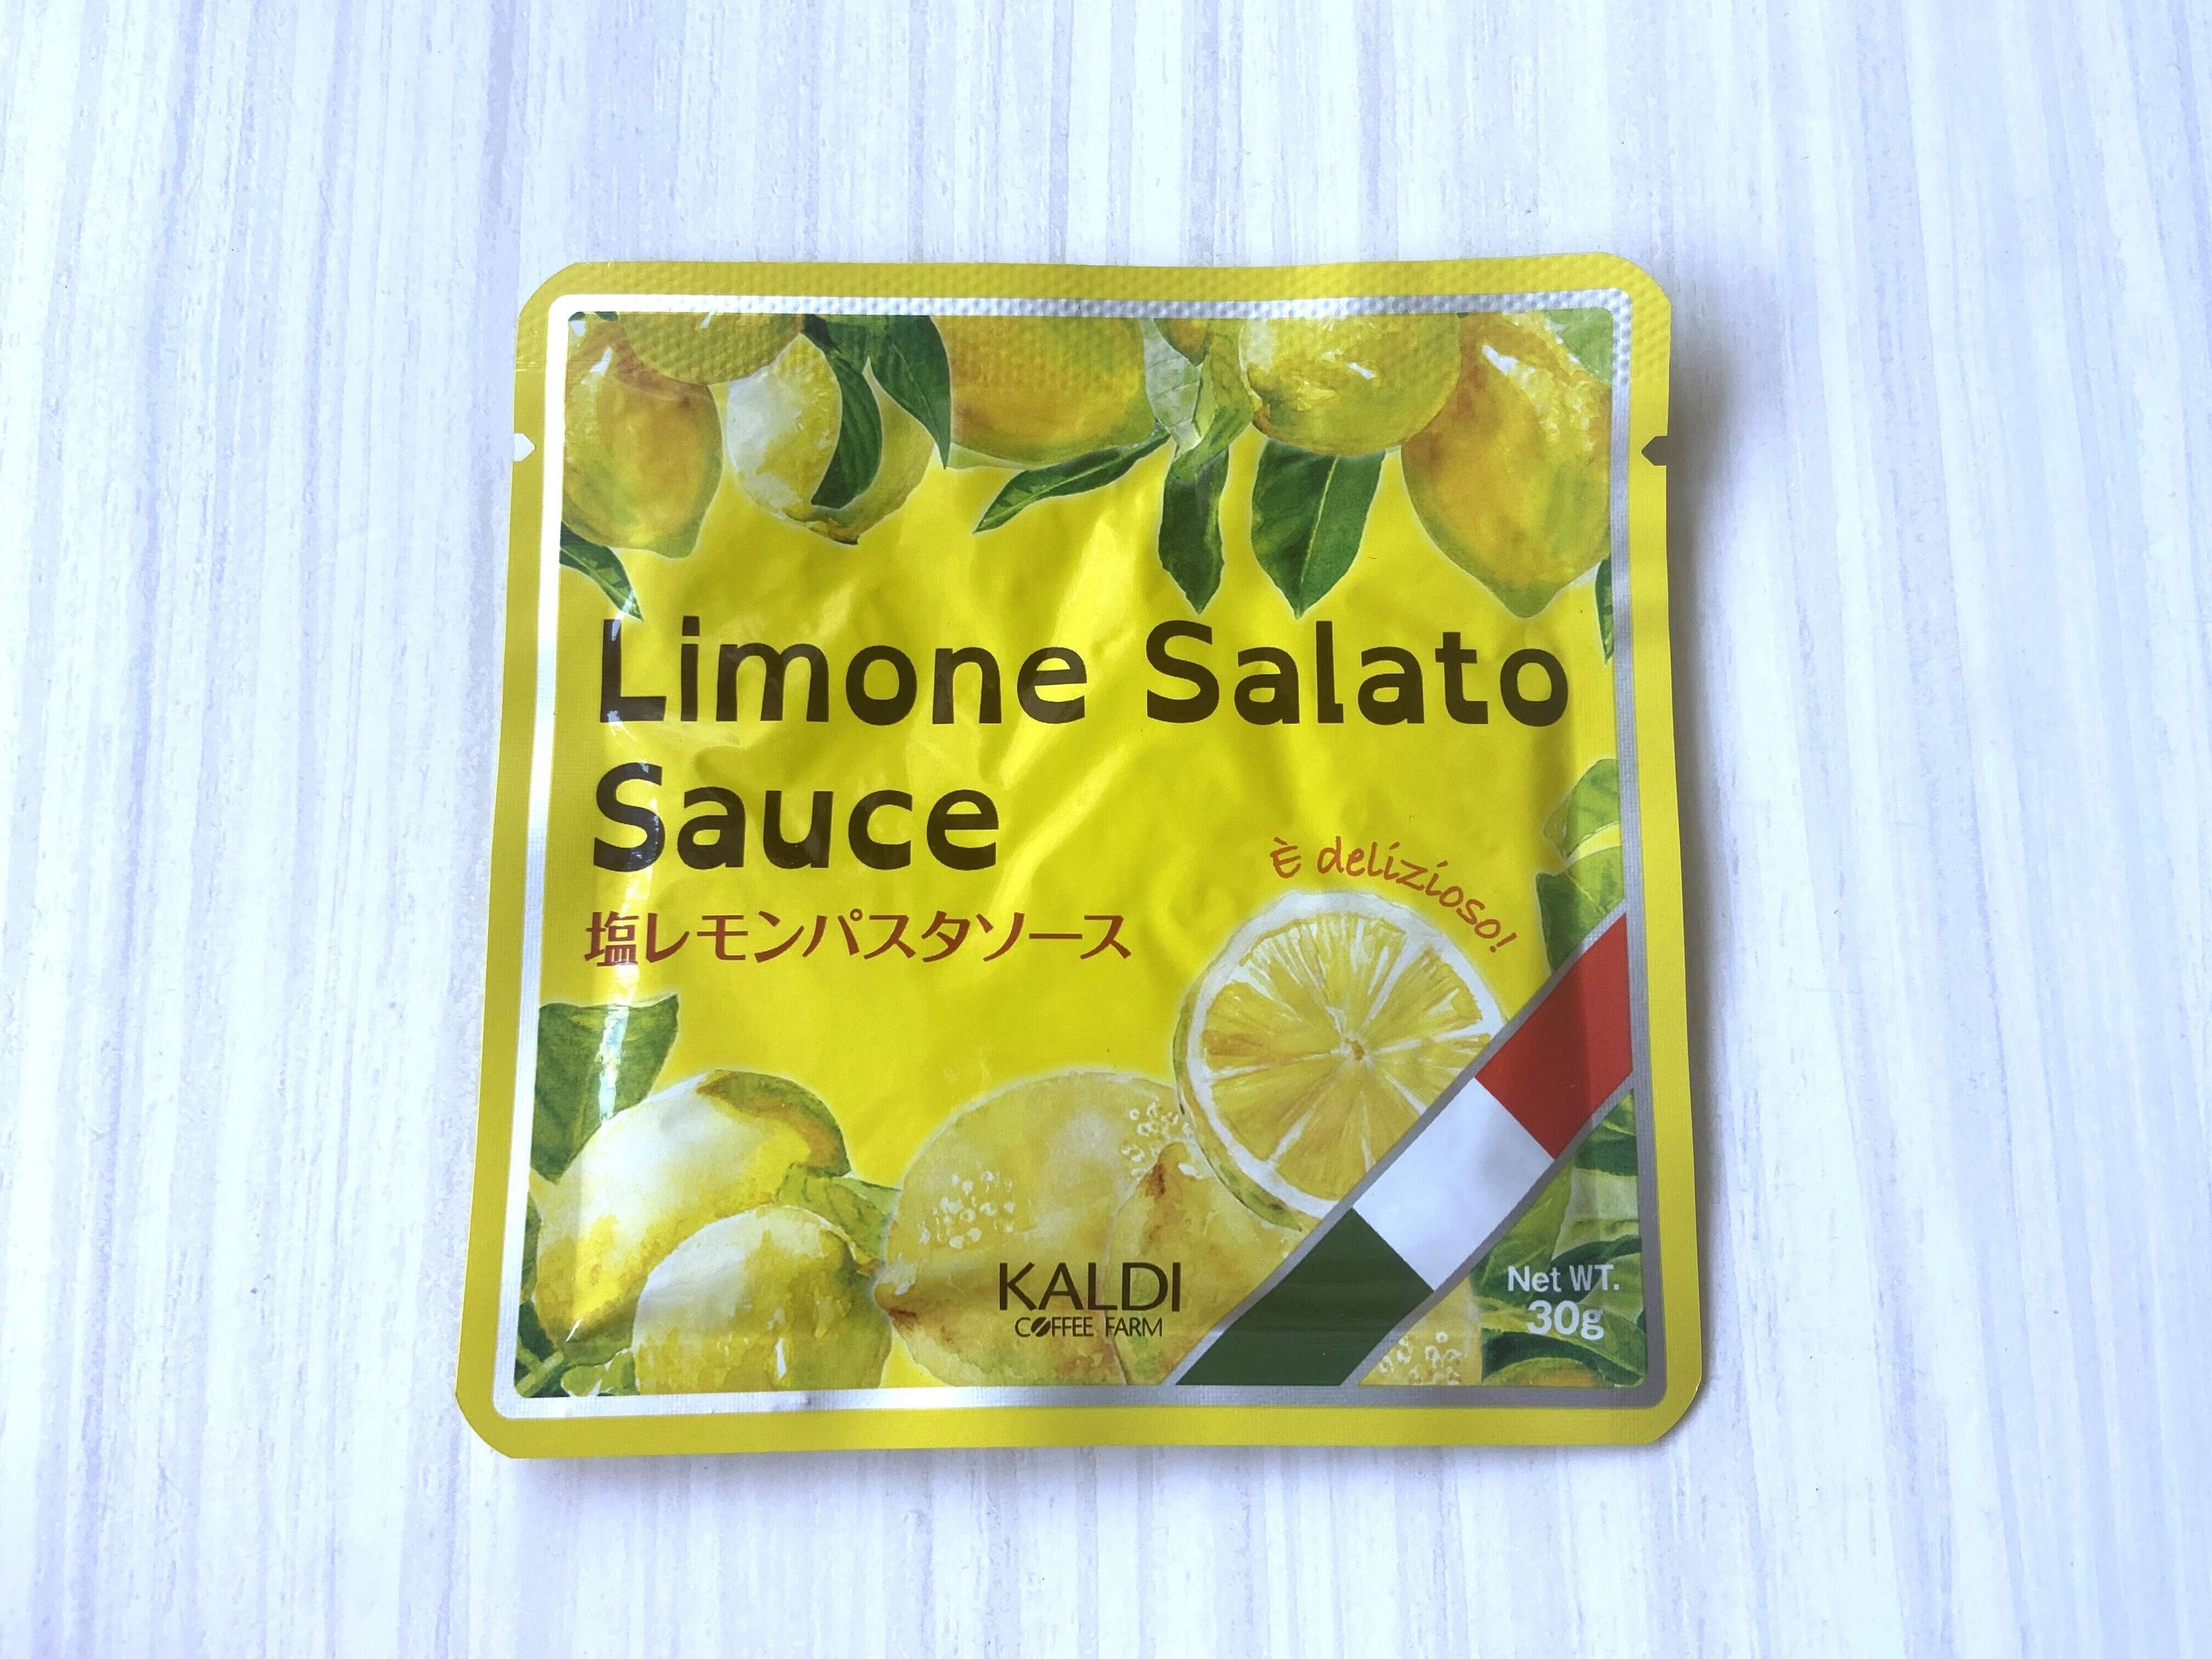 Limone Salato
Sauce
È delizioso!
塩レモンパスタソース
KALDI
COFFEE FARM
Net WT.
30g